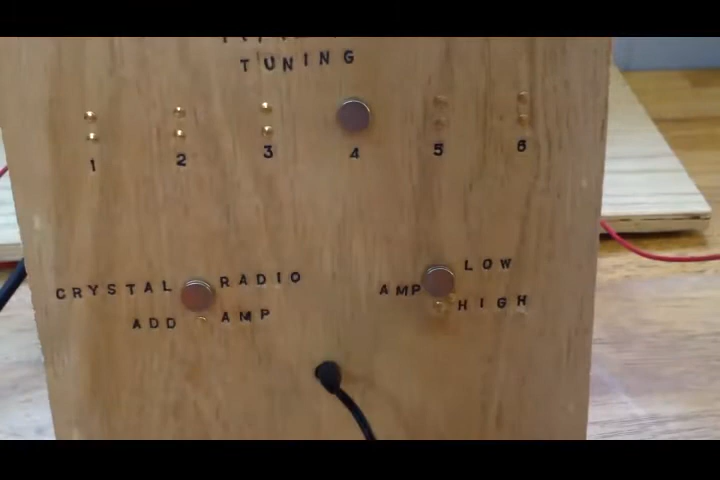 TUNING
1 2 3 4 5 6
CRYSTAL RADIO
ADD AMP
AMP LOW
HIGH